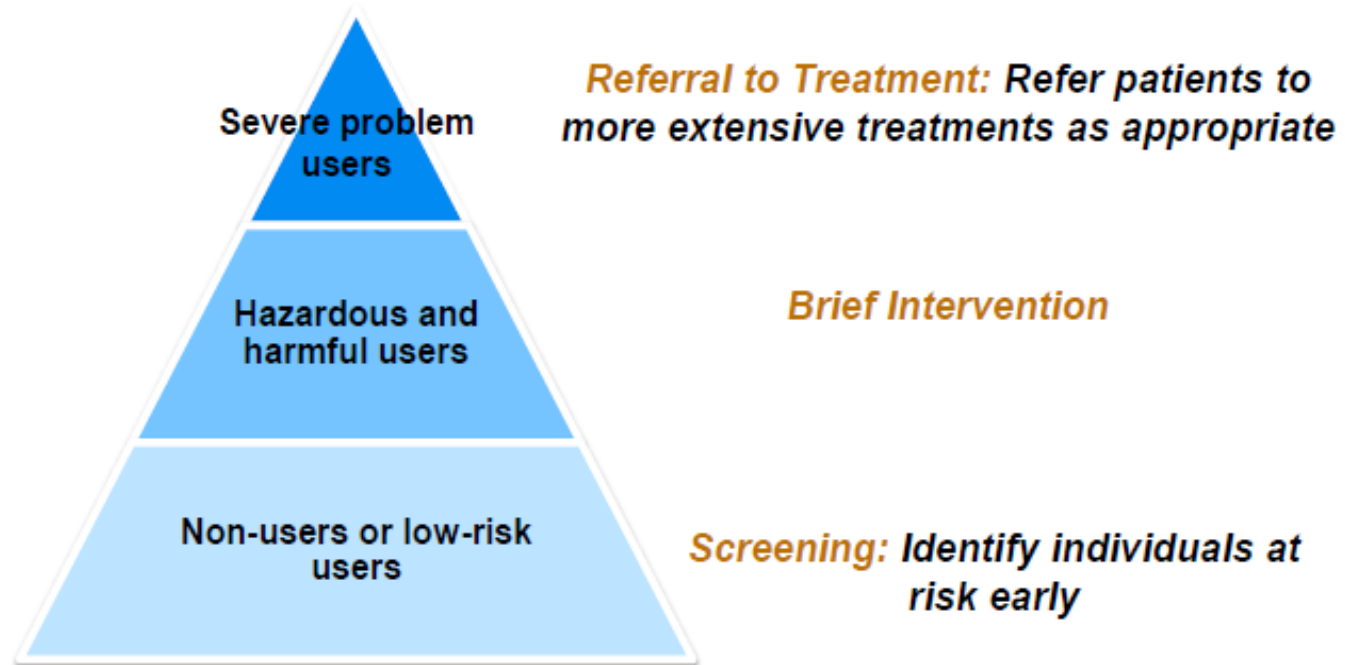 Severe problem
users
Referral to Treatment: Refer patients to
more extensive treatments as appropriate
Hazardous and
harmful users
Brief Intervention
Non-users or low-risk
users
Screening: Identify individuals at
risk early